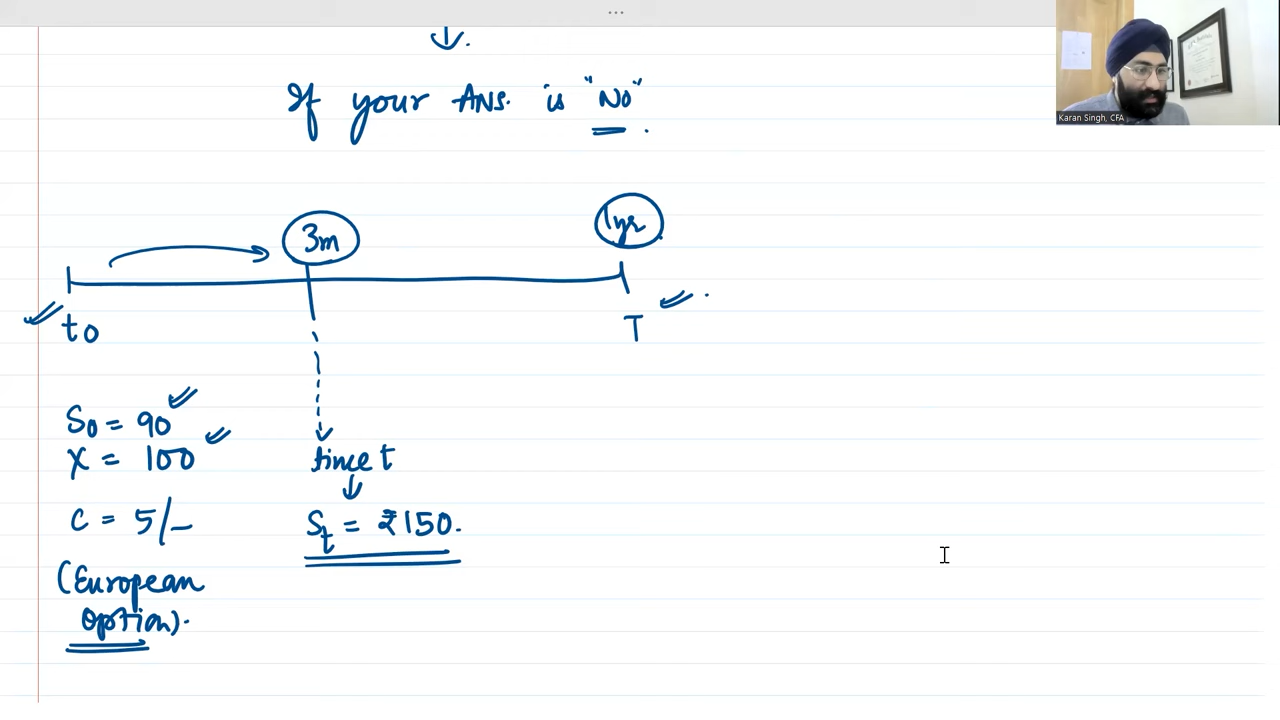 If your Ans. is "No".
Karan Singh, CFA
3m
1yr
t0
T
S0 = 90
X = 100
C = 5/-
(European
option).
time t
St = ₹150.